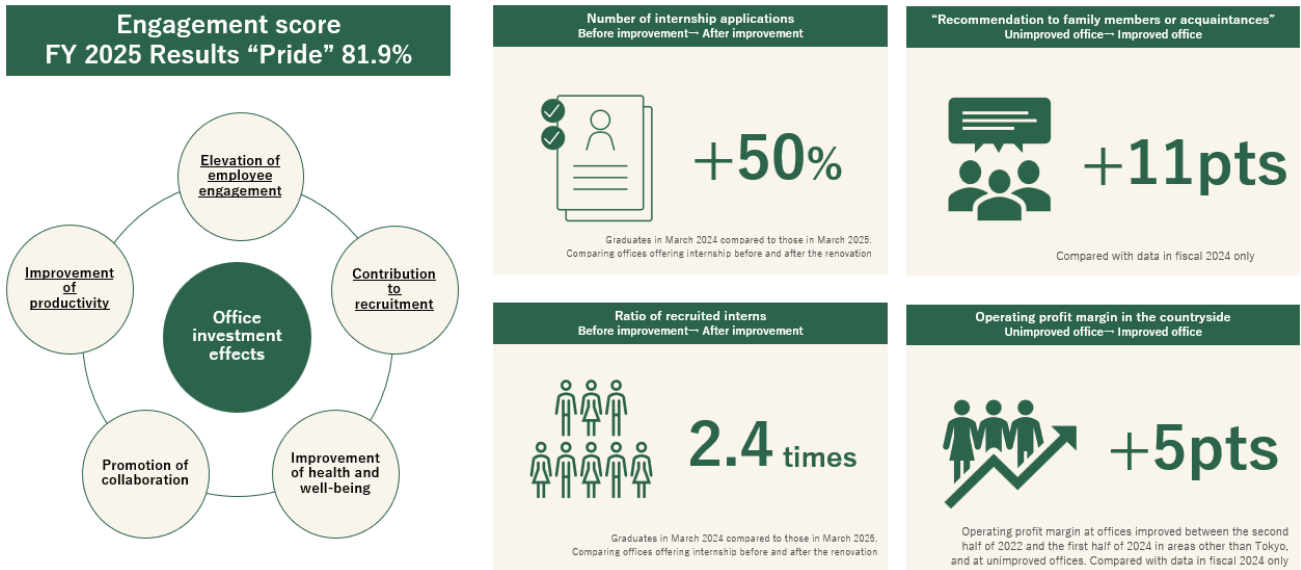 Engagement score
FY 2025 Results “Pride” 81.9%
Elevation of
employee
engagement
Improvement
of
productivity
Contribution
to
recruitment
Office
investment
effects
Promotion of
collaboration
Improvement
of health and
well-being
Number of internship applications
Before improvement→ After improvement
+50%
Graduates in March 2024 compared to those in March 2025.
Comparing offices offering internship before and after the renovation
“Recommendation to family members or acquaintances”
Unimproved office→ Improved office
+11pts
Compared with data in fiscal 2024 only
Ratio of recruited interns
Before improvement→ After improvement
2.4 times
Graduates in March 2024 compared to those in March 2025.
Comparing offices offering internship before and after the renovation
Operating profit margin in the countryside
Unimproved office→ Improved office
+5pts
Operating profit margin at offices improved between the second
half of 2022 and the first half of 2024 in areas other than Tokyo,
and at unimproved offices. Compared with data in fiscal 2024 only